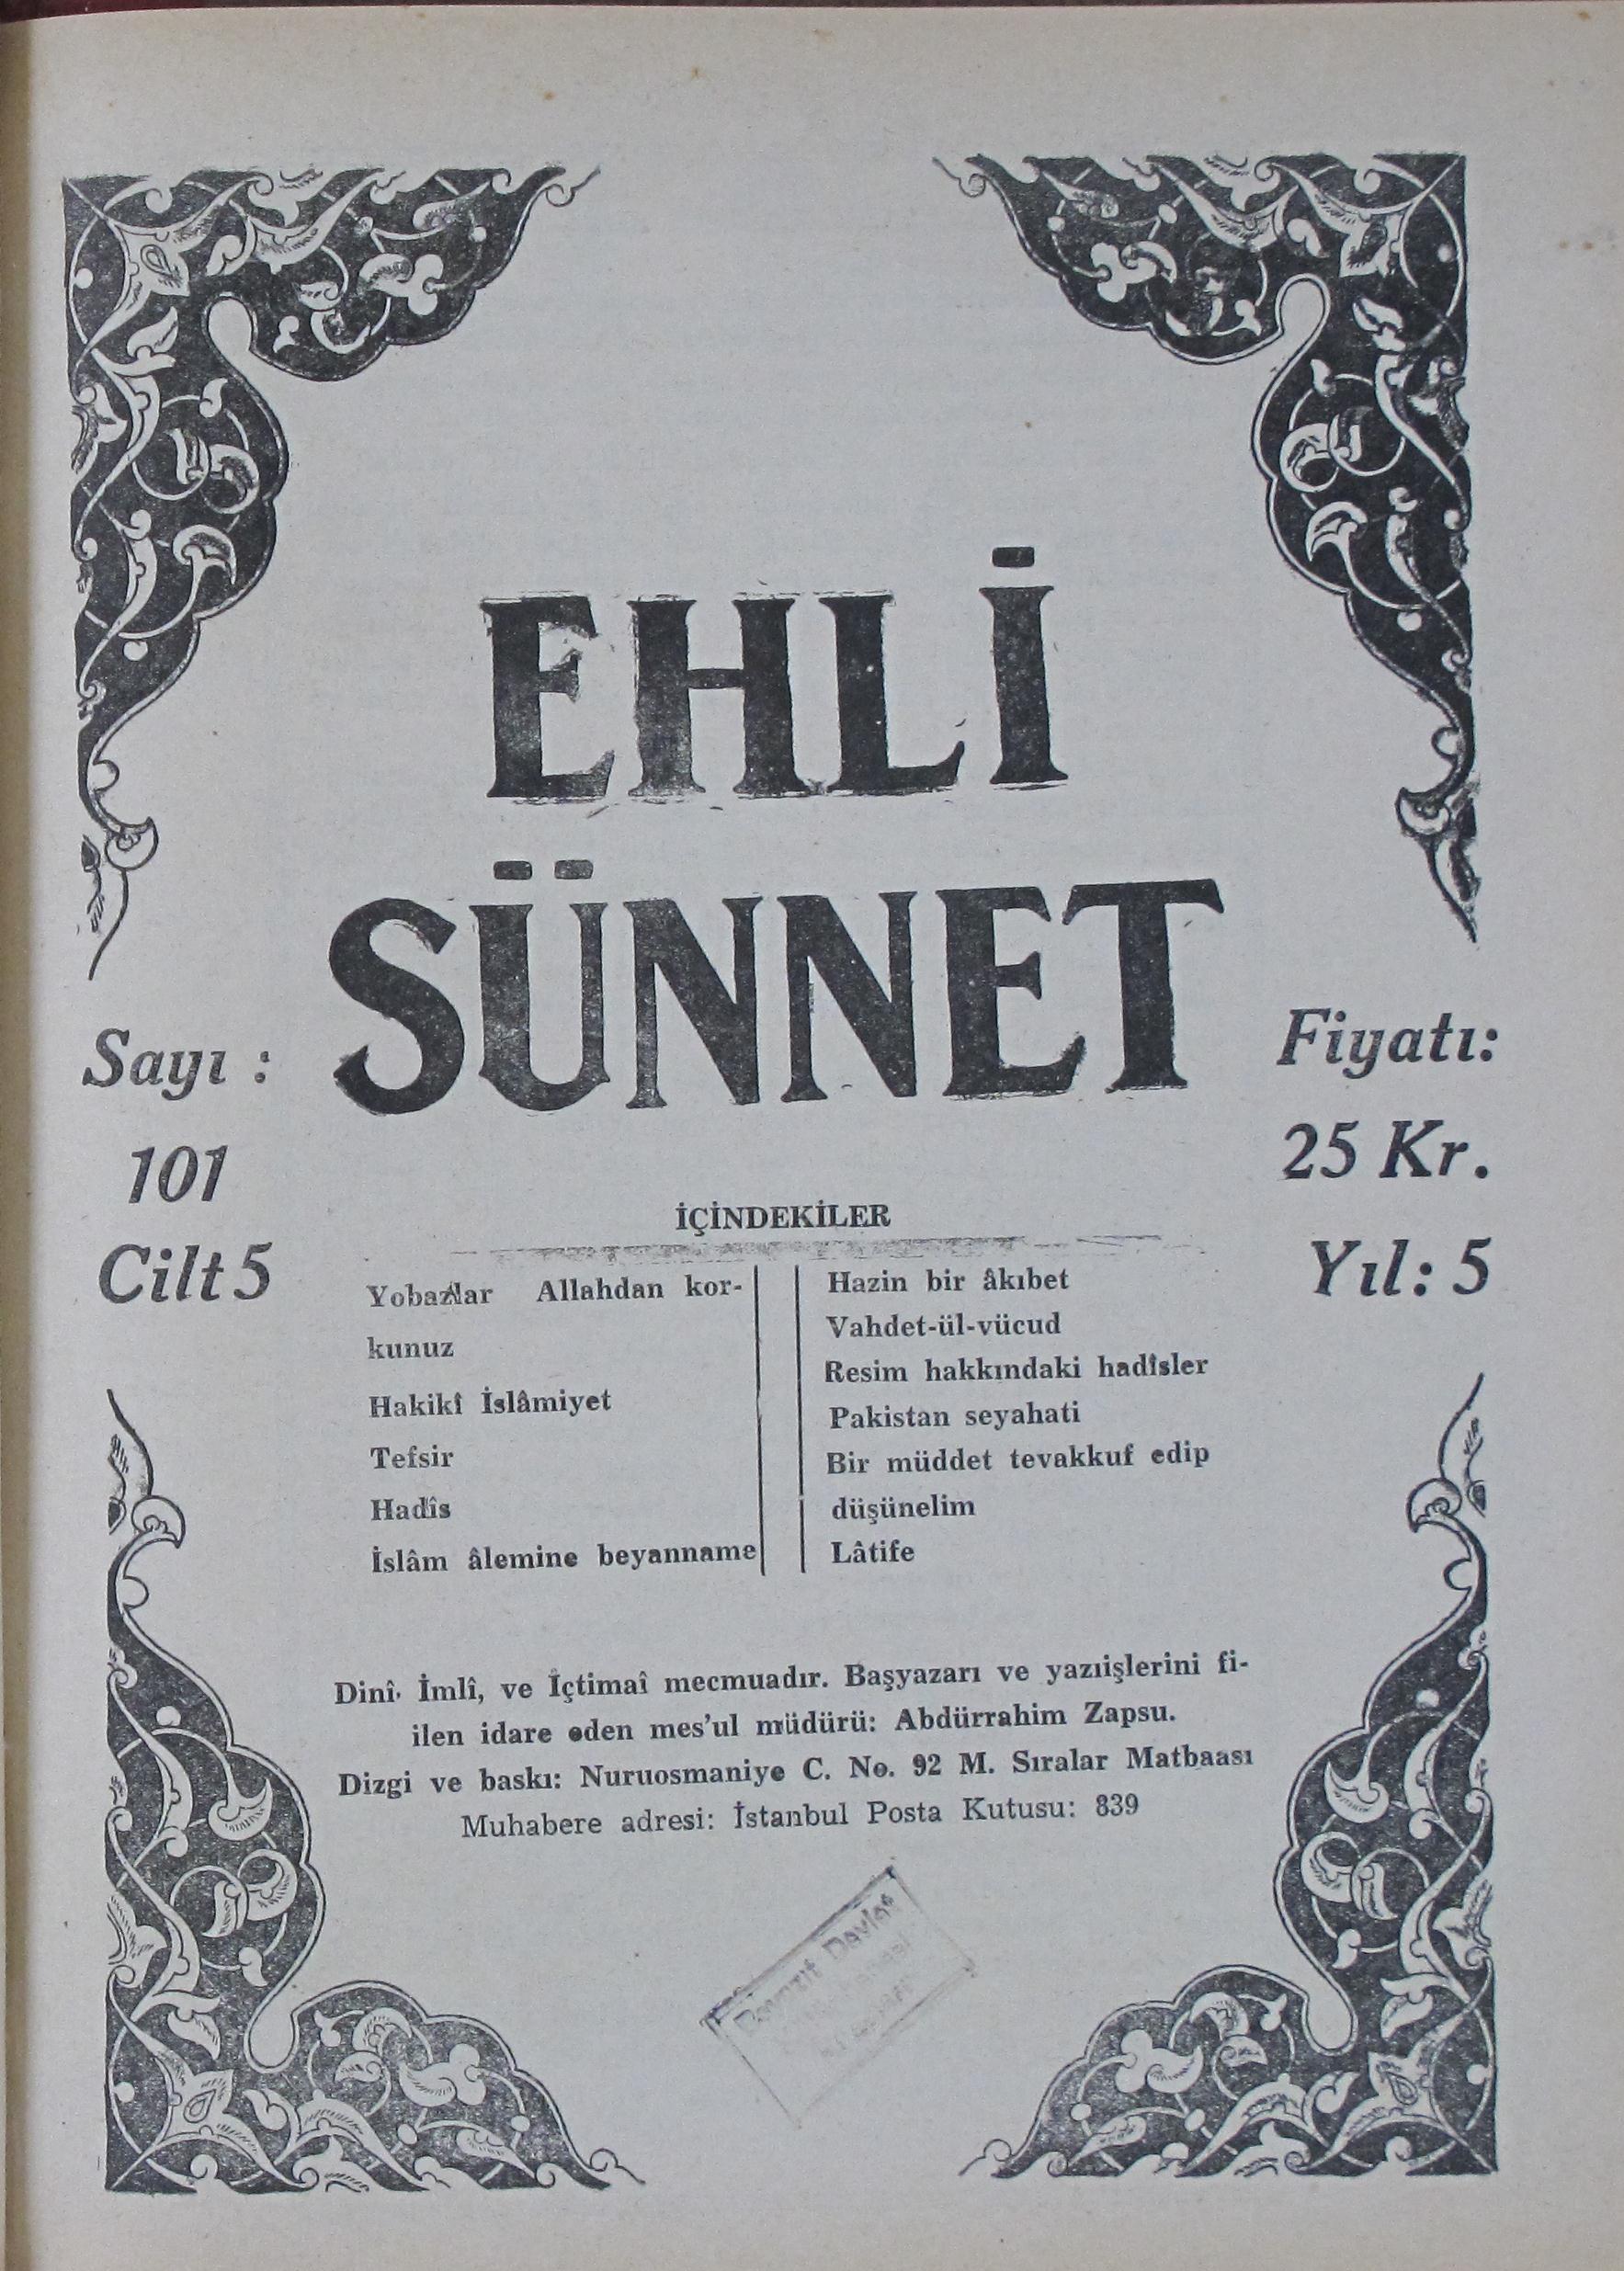 EHLİ
SÜNNET
Sayı :
101
Cilt 5
Fiyatı:
25 Kr.
Yıl: 5
İÇİNDEKİLER
Yobazlar Allahdan kor-
kunuz
Hakikî İslâmiyet
Tefsir
Hadîs
İslâm âlemine beyanname
Hazin bir âkıbet
Vahdet-ül-vücud
Resim hakkındaki hadîsler
Pakistan seyahati
Bir müddet tevakkuf edip
düşünelim
Lâtife
Dinî, İmlî, ve İçtimaî mecmuadır. Başyazarı ve yazıişlerini fi-
ilen idare eden mes'ul müdürü: Abdürrahim Zapsu.
Dizgi ve baskı: Nuruosmaniye C. No. 92 M. Sıralar Matbaası
Muhabere adresi: İstanbul Posta Kutusu: 839